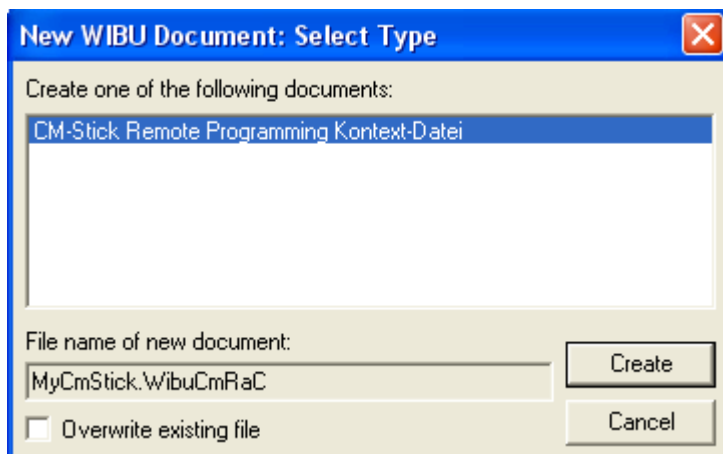 New WIBU Document: Select Type
Create one of the following documents:
CM-Stick Remote Programming Kontext-Datei
File name of new document:
MyCmStick.WibuCmRaC
Create
Overwrite existing file
Cancel